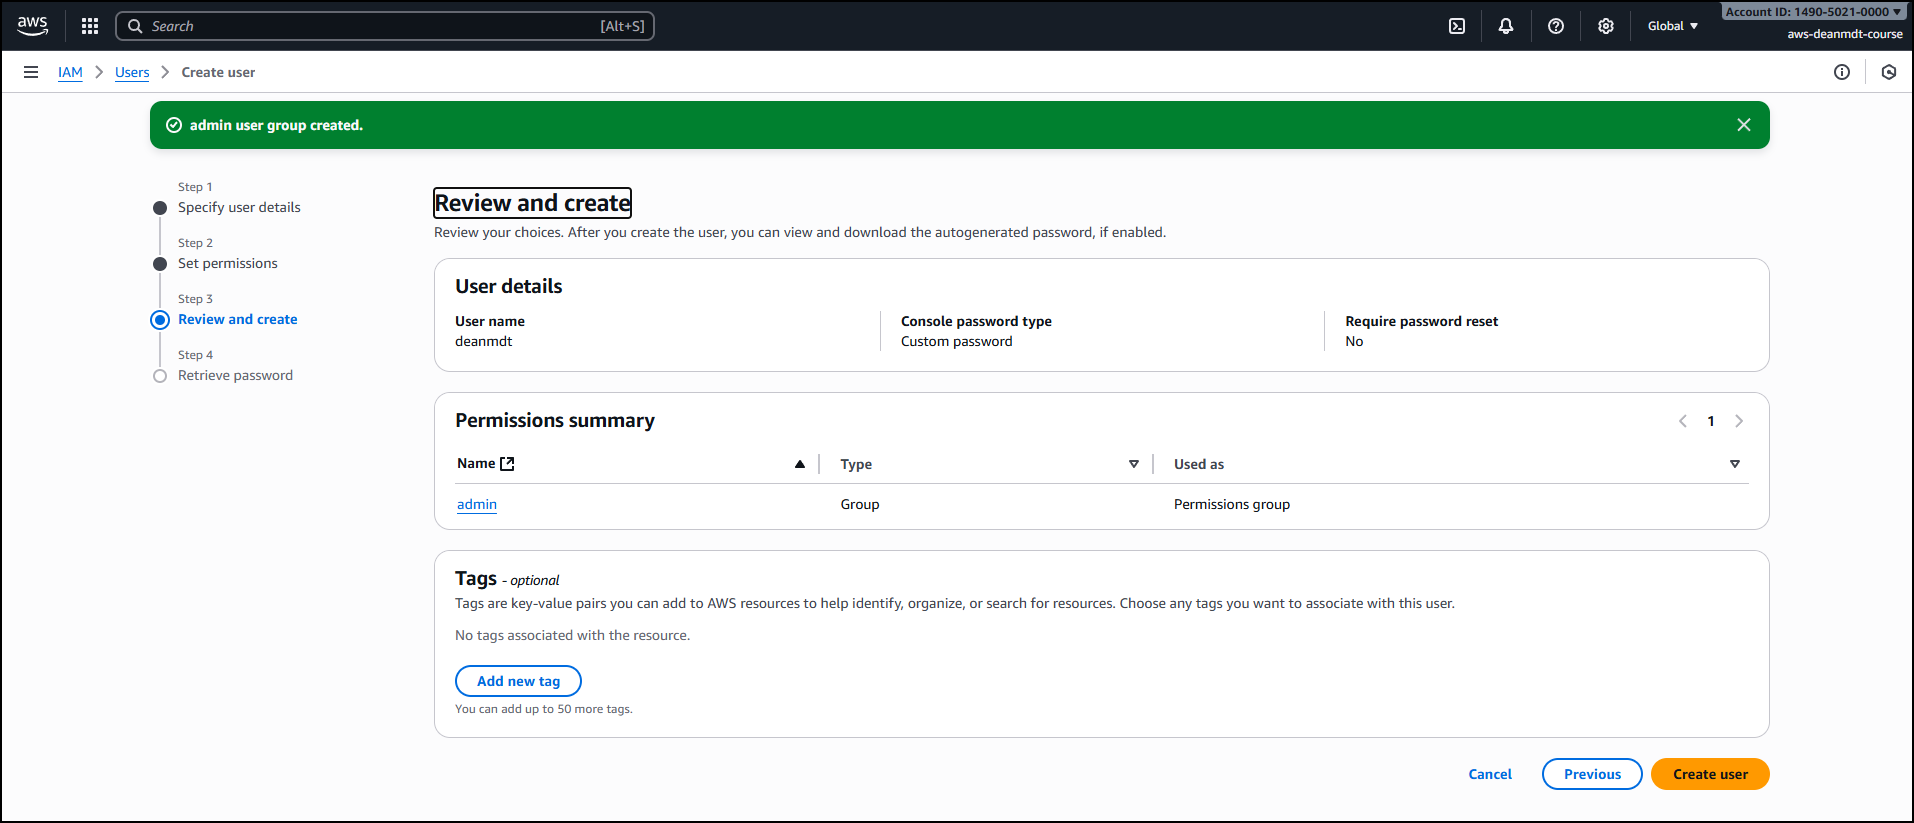 aws
Search [Alt+S]
Global
Account ID: 1490-5021-0000
aws-deanmdt-course
IAM Users Create user
admin user group created.
Step 1
Specify user details
Step 2
Set permissions
Step 3
Review and create
Step 4
Retrieve password
Review and create
Review your choices. After you create the user, you can view and download the autogenerated password, if enabled.
User details
User name Console password type Require password reset
deanmdt Custom password No
Permissions summary
1
Name Type Used as
admin Group Permissions group
Tags - optional
Tags are key-value pairs you can add to AWS resources to help identify, organize, or search for resources. Choose any tags you want to associate with this user.
No tags associated with the resource.
Add new tag
You can add up to 50 more tags.
Cancel Previous Create user